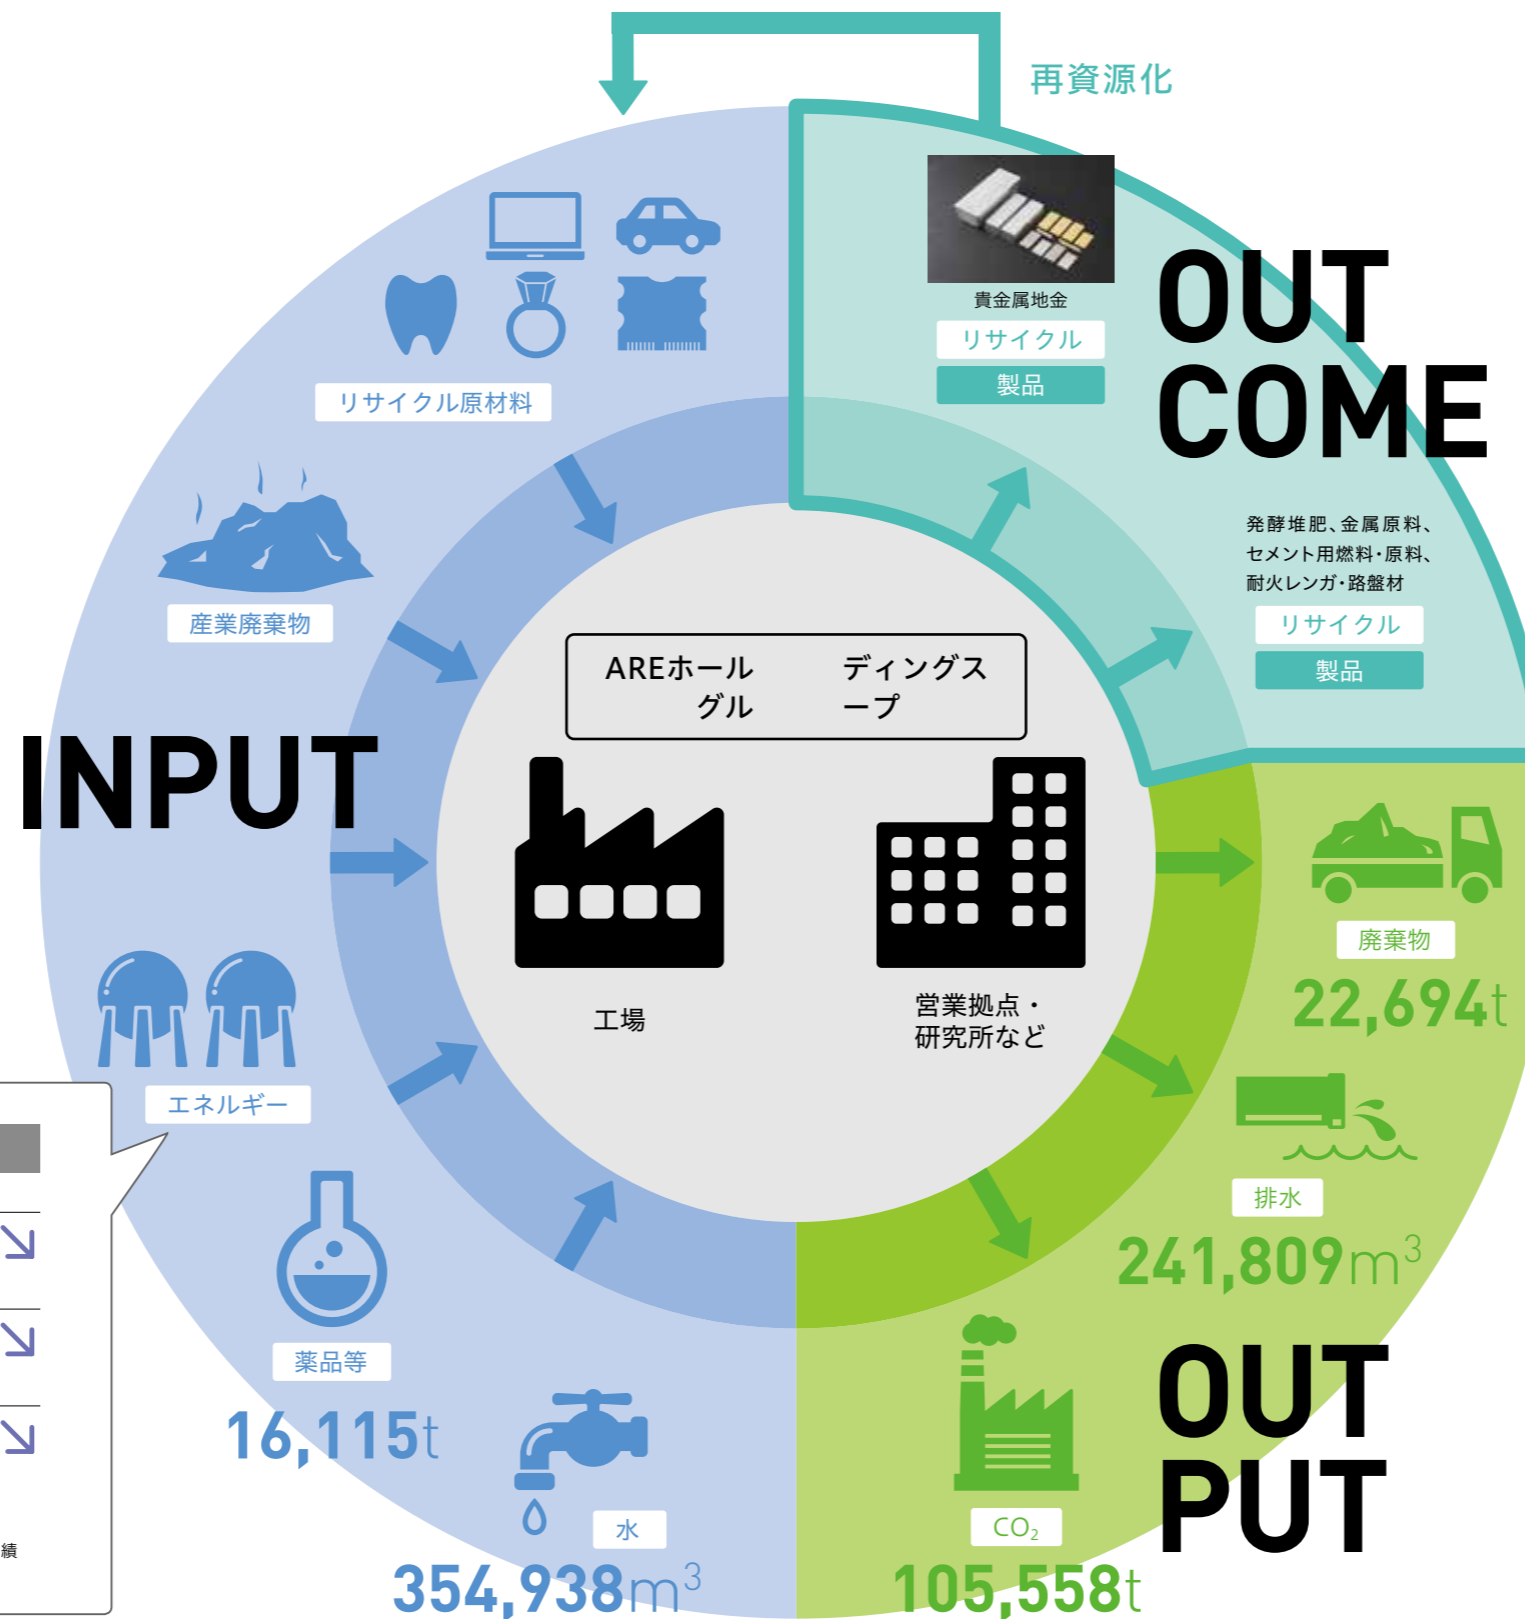 再資源化
貴金属地金
リサイクル
製品
OUT
COME
発酵堆肥、金属原料、
セメント用燃料・原料、
耐火レンガ・路盤材
リサイクル
製品
リサイクル原材料
産業廃棄物
INPUT
エネルギー
薬品等
16,115t
水
354,938m³
AREホールディングス
グループ
工場
営業拠点・
研究所など
廃棄物
22,694t
排水
241,809m³
OUT
PUT
CO₂
105,558t
績